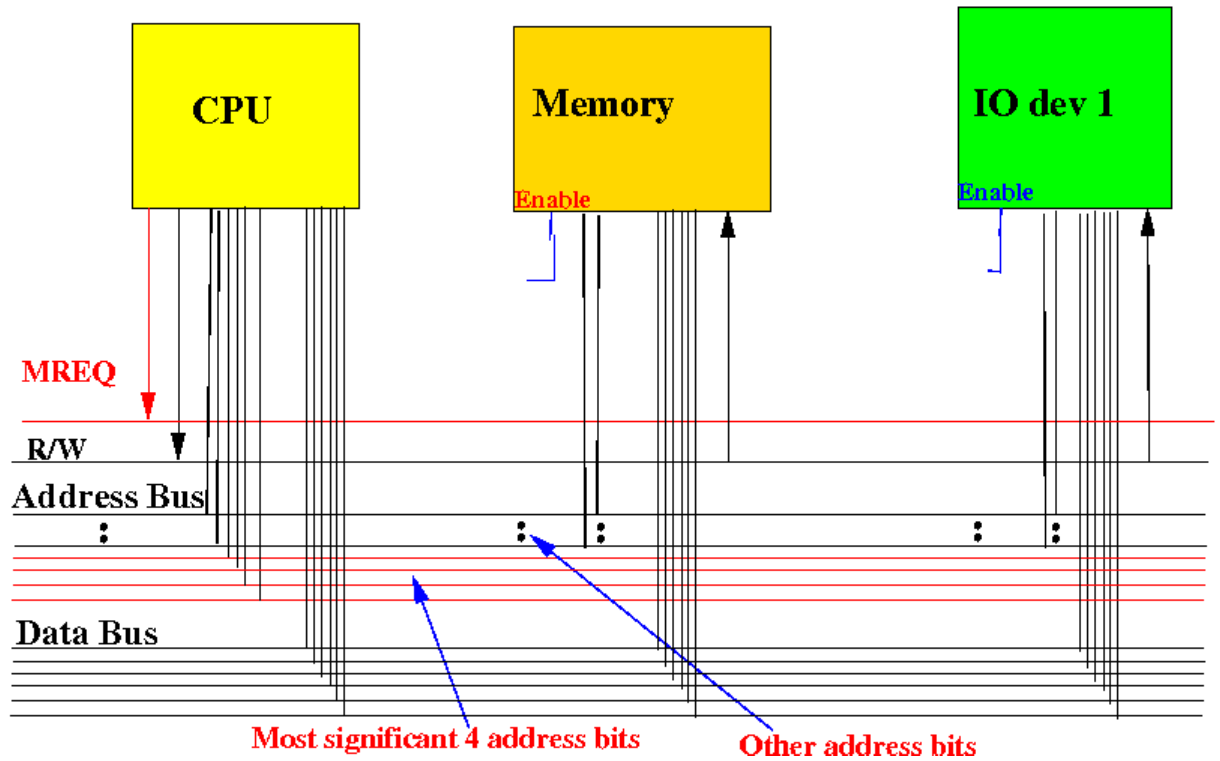 CPU
Memory
IO dev 1
Enable
Enable
MREQ
R/W
Address Bus
Data Bus
Most significant 4 address bits
Other address bits